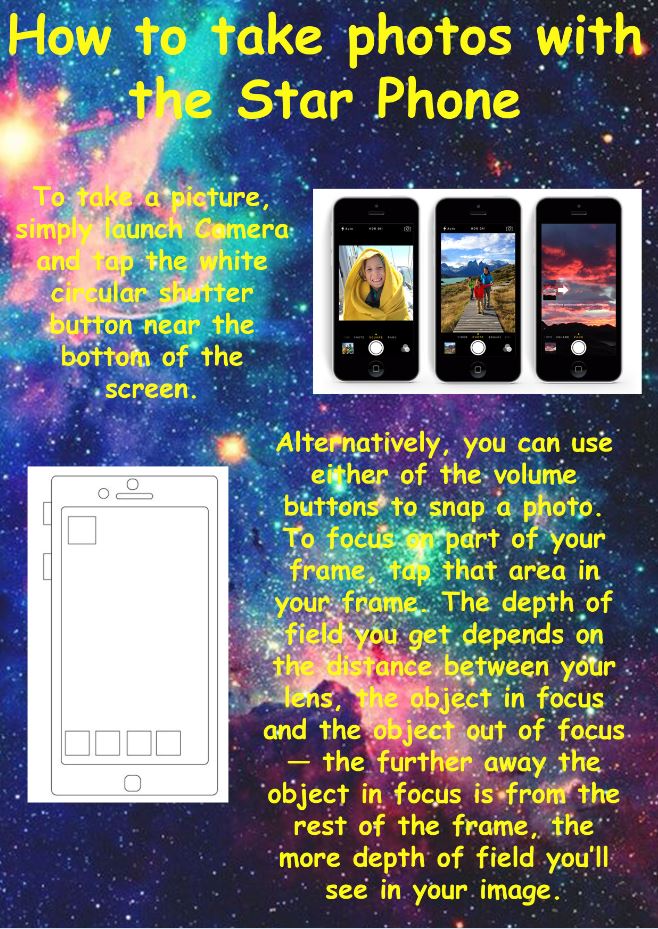 How to take photos with
the Star Phone
To take a picture,
simply launch Camera
and tap the white
circular shutter
button near the
bottom of the
screen.
Alternatively, you can use
either of the volume
buttons to snap a photo.
To focus on part of your
frame, tap that area in
your frame. The depth of
field you get depends on
the distance between your
lens, the object in focus
and the object out of focus
— the further away the
object in focus is from the
rest of the frame, the
more depth of field you'll
see in your image.